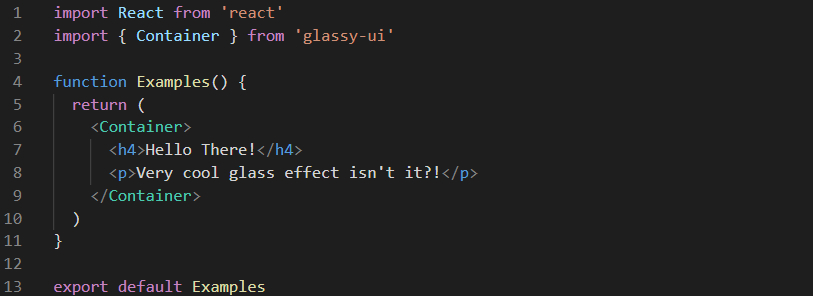 1 import React from 'react'
2 import { Container } from 'glassy-ui'
3
4 function Examples() {
5   return (
6     <Container>
7       <h4>Hello There!</h4>
8       <p>Very cool glass effect isn't it?!</p>
9     </Container>
10   )
11 }
12
13 export default Examples